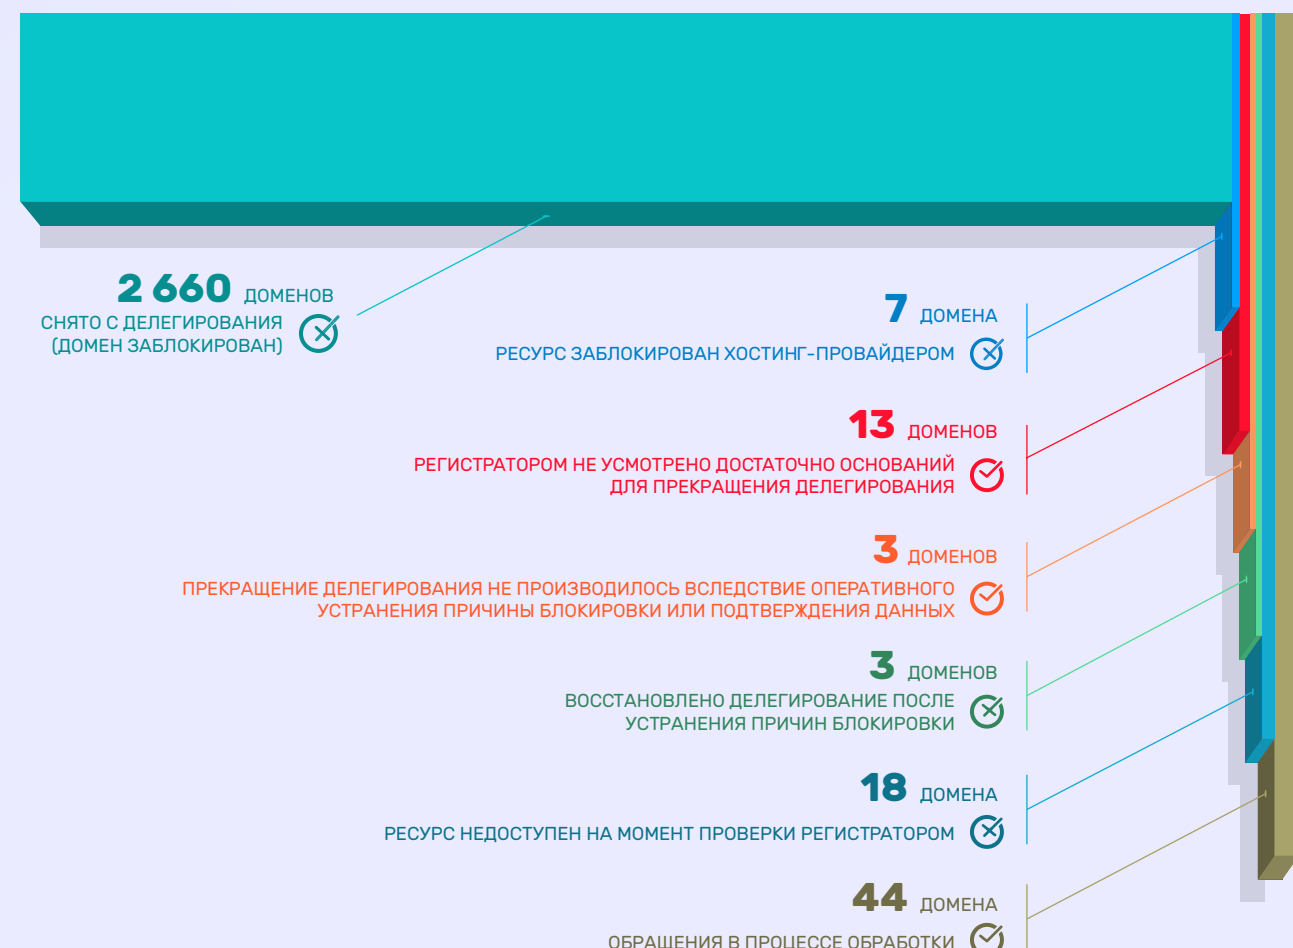 2 660 ДОМЕНОВ
СНЯТО С ДЕЛЕГИРОВАНИЯ
(ДОМЕН ЗАБЛОКИРОВАН)
7 ДОМЕНА
РЕСУРС ЗАБЛОКИРОВАН ХОСТИНГ-ПРОВАЙДЕРОМ
13 ДОМЕНОВ
РЕГИСТРАТОРОМ НЕ УСМОТРЕНО ДОСТАТОЧНО ОСНОВАНИЙ
ДЛЯ ПРЕКРАЩЕНИЯ ДЕЛЕГИРОВАНИЯ
3 ДОМЕНОВ
ПРЕКРАЩЕНИЕ ДЕЛЕГИРОВАНИЯ НЕ ПРОИЗВОДИЛОСЬ ВСЛЕДСТВИЕ ОПЕРАТИВНОГО
УСТРАНЕНИЯ ПРИЧИНЫ БЛОКИРОВКИ ИЛИ ПОДТВЕРЖДЕНИЯ ДАННЫХ
3 ДОМЕНОВ
ВОССТАНОВЛЕНО ДЕЛЕГИРОВАНИЕ ПОСЛЕ
УСТРАНЕНИЯ ПРИЧИН БЛОКИРОВКИ
18 ДОМЕНА
РЕСУРС НЕДОСТУПЕН НА МОМЕНТ ПРОВЕРКИ РЕГИСТРАТОРОМ
44 ДОМЕНА
ОБРАЩЕНИЯ В ПРОЦЕССЕ ОБРАБОТКИ